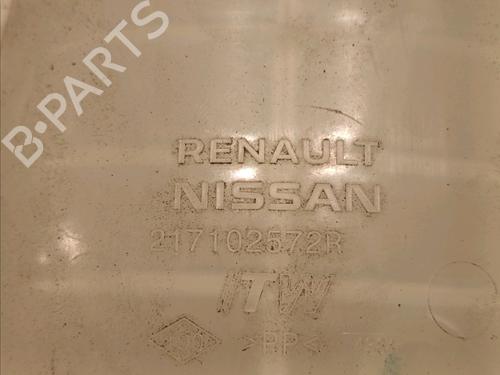 B-PARTS
RENAULT
NISSAN
217102572R
ITW
>PP<